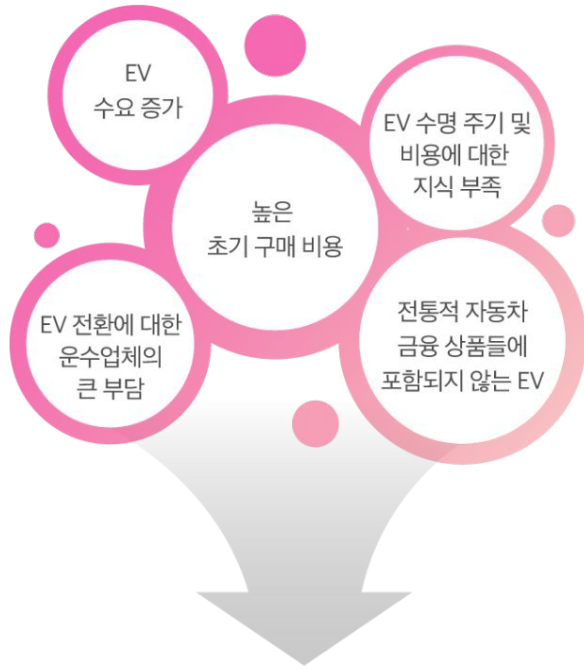 EV
수요 증가
EV 수명 주기 및
비용에 대한
지식 부족
높은
초기 구매 비용
EV 전환에 대한
운수업체의
큰 부담
전통적 자동차
금융 상품들에
포함되지 않는 EV